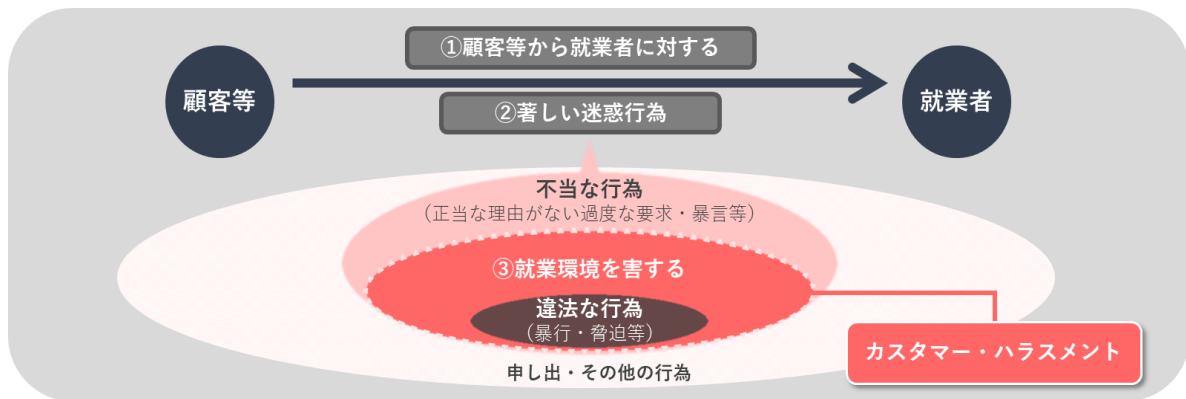 ①顧客等から就業者に対する
顧客等
就業者
②著しい迷惑行為
不当な行為
（正当な理由がない過度な要求・暴言等）
③就業環境を害する
違法な行為
（暴行・脅迫等）
カスタマー・ハラスメント
申し出・その他の行為